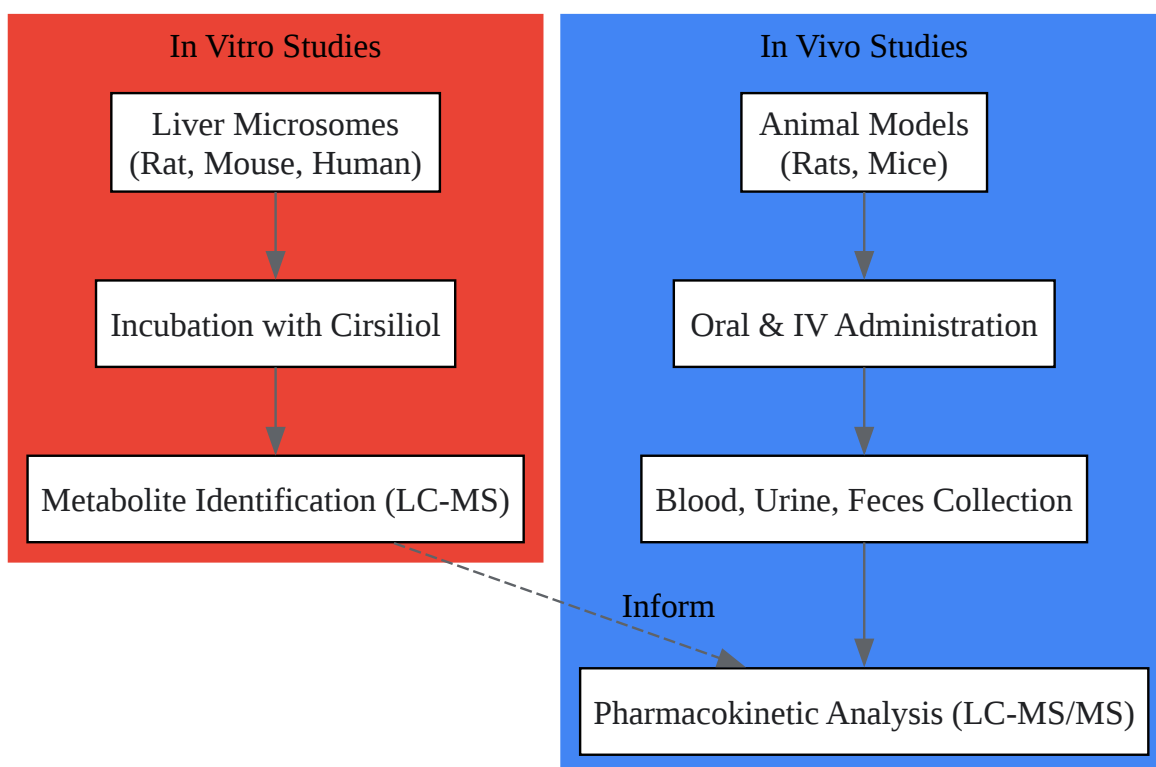 In Vitro Studies
Liver Microsomes
(Rat, Mouse, Human)
Incubation with Cirsiliol
Metabolite Identification (LC-MS)
In Vivo Studies
Animal Models
(Rats, Mice)
Oral & IV Administration
Blood, Urine, Feces Collection
Inform
Pharmacokinetic Analysis (LC-MS/MS)